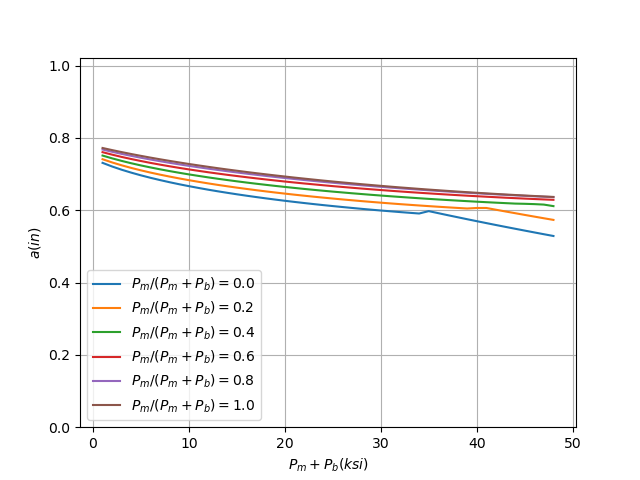 1.0
0.8
0.6
0.4
0.2
0.0
a(in)
P_m/(P_m + P_b) = 0.0
P_m/(P_m + P_b) = 0.2
P_m/(P_m + P_b) = 0.4
P_m/(P_m + P_b) = 0.6
P_m/(P_m + P_b) = 0.8
P_m/(P_m + P_b) = 1.0
0 10 20 30 40 50
P_m + P_b(ksi)